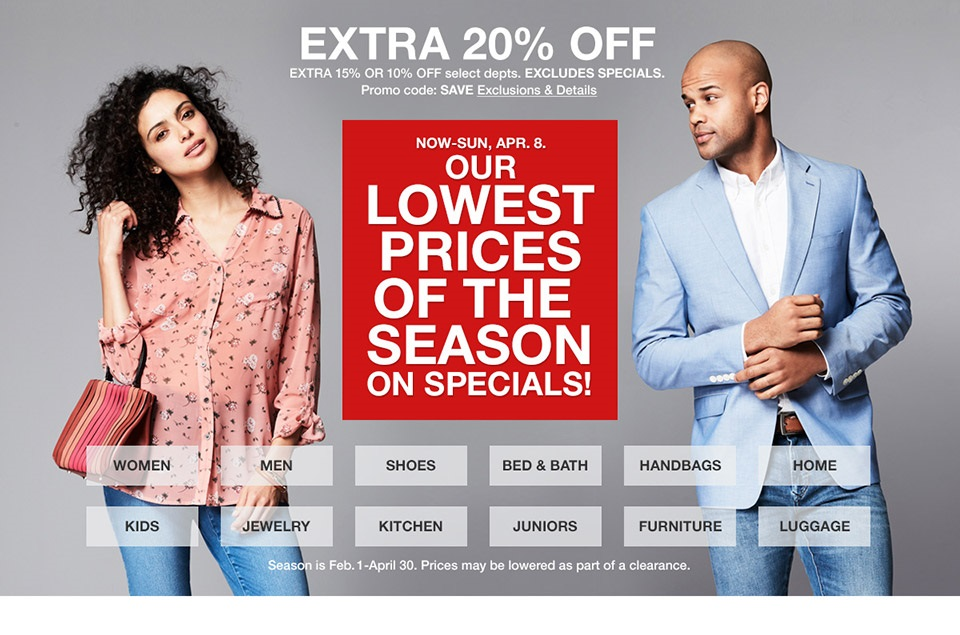 EXTRA 20% OFF
EXTRA 15% OR 10% OFF select depts. EXCLUDES SPECIALS.
Promo code: SAVE Exclusions & Details
NOW-SUN, APR. 8.
OUR
LOWEST
PRICES
OF THE
SEASON
ON SPECIALS!
WOMEN MEN SHOES BED & BATH HANDBAGS HOME
KIDS JEWELRY KITCHEN JUNIORS FURNITURE LUGGAGE
Season is Feb.1-April 30. Prices may be lowered as part of a clearance.